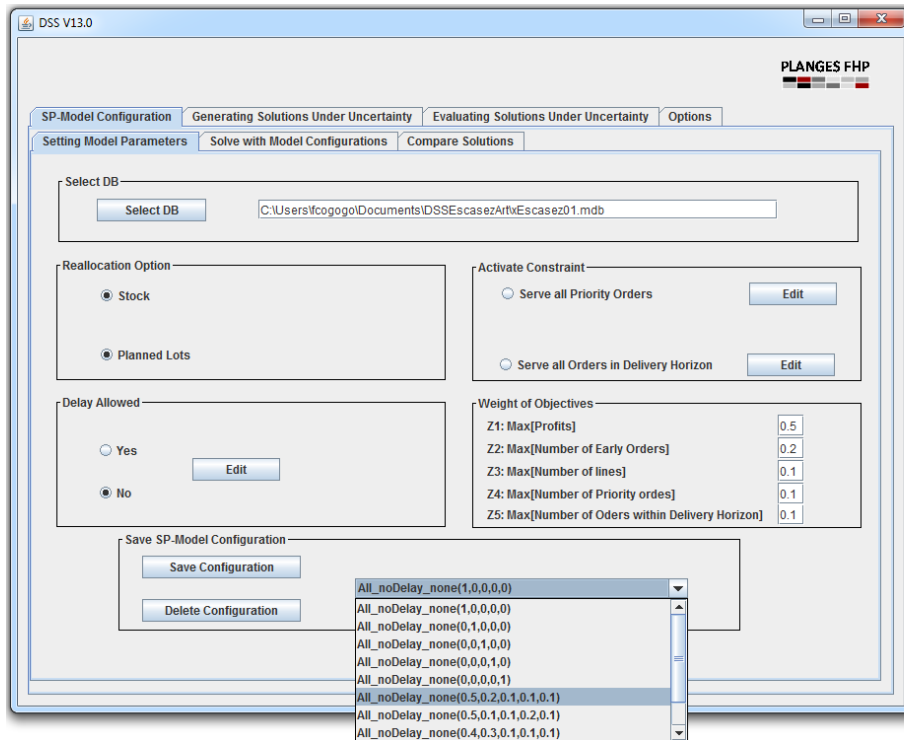 DSS V13.0
PLANGES FHP
SP-Model Configuration Generating Solutions Under Uncertainty Evaluating Solutions Under Uncertainty Options
Setting Model Parameters Solve with Model Configurations Compare Solutions
Select DB
Select DB C:\Users\fcogogo\Documents\DSSEscasezArt\xEscasez01.mdb
Reallocation Option
Stock
Planned Lots
Activate Constraint
Serve all Priority Orders Edit
Serve all Orders in Delivery Horizon Edit
Delay Allowed
Yes
Edit
No
Weight of Objectives
Z1: Max[Profits] 0.5
Z2: Max[Number of Early Orders] 0.2
Z3: Max[Number of lines] 0.1
Z4: Max[Number of Priority ordes] 0.1
Z5: Max[Number of Oders within Delivery Horizon] 0.1
Save SP-Model Configuration
Save Configuration
Delete Configuration
All_noDelay_none(1,0,0,0,0)
All_noDelay_none(1,0,0,0,0)
All_noDelay_none(0,1,0,0,0)
All_noDelay_none(0,0,1,0,0)
All_noDelay_none(0,0,0,1,0)
All_noDelay_none(0,0,0,0,1)
All_noDelay_none(0.5,0.2,0.1,0.1,0.1)
All_noDelay_none(0.5,0.1,0.1,0.2,0.1)
All_noDelay_none(0.4,0.3,0.1,0.1,0.1)